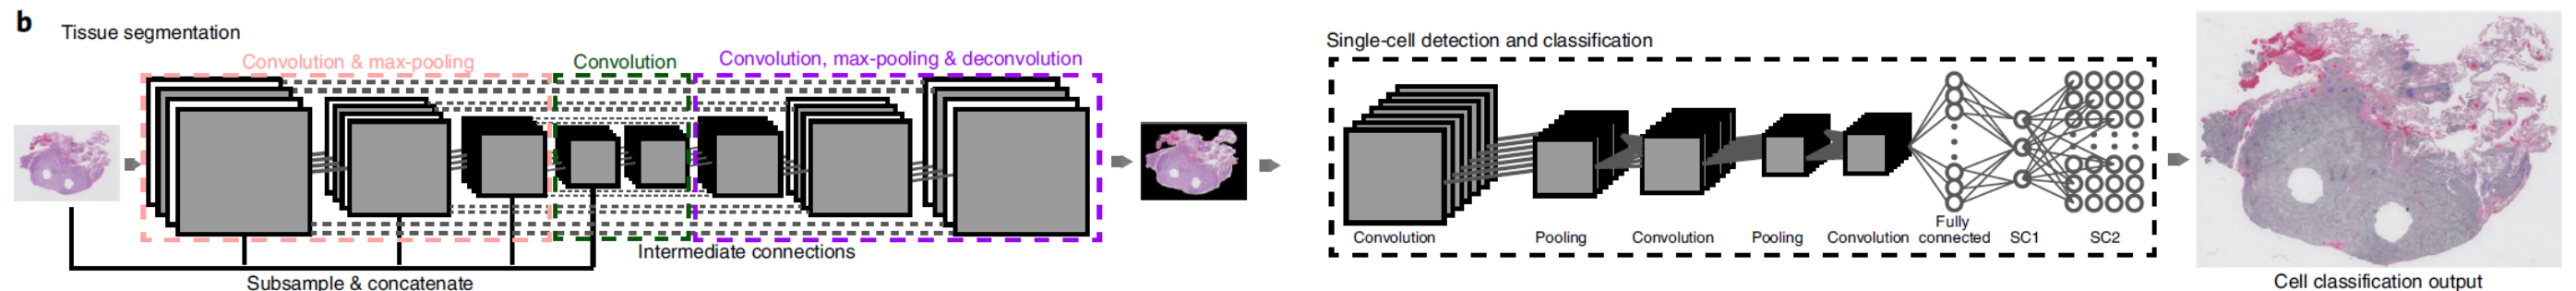 b
Tissue segmentation
Convolution & max-pooling
Convolution
Convolution, max-pooling & deconvolution
Intermediate connections
Subsample & concatenate
Single-cell detection and classification
Convolution
Pooling
Convolution
Pooling
Convolution
Fully
connected
SC1
SC2
Cell classification output